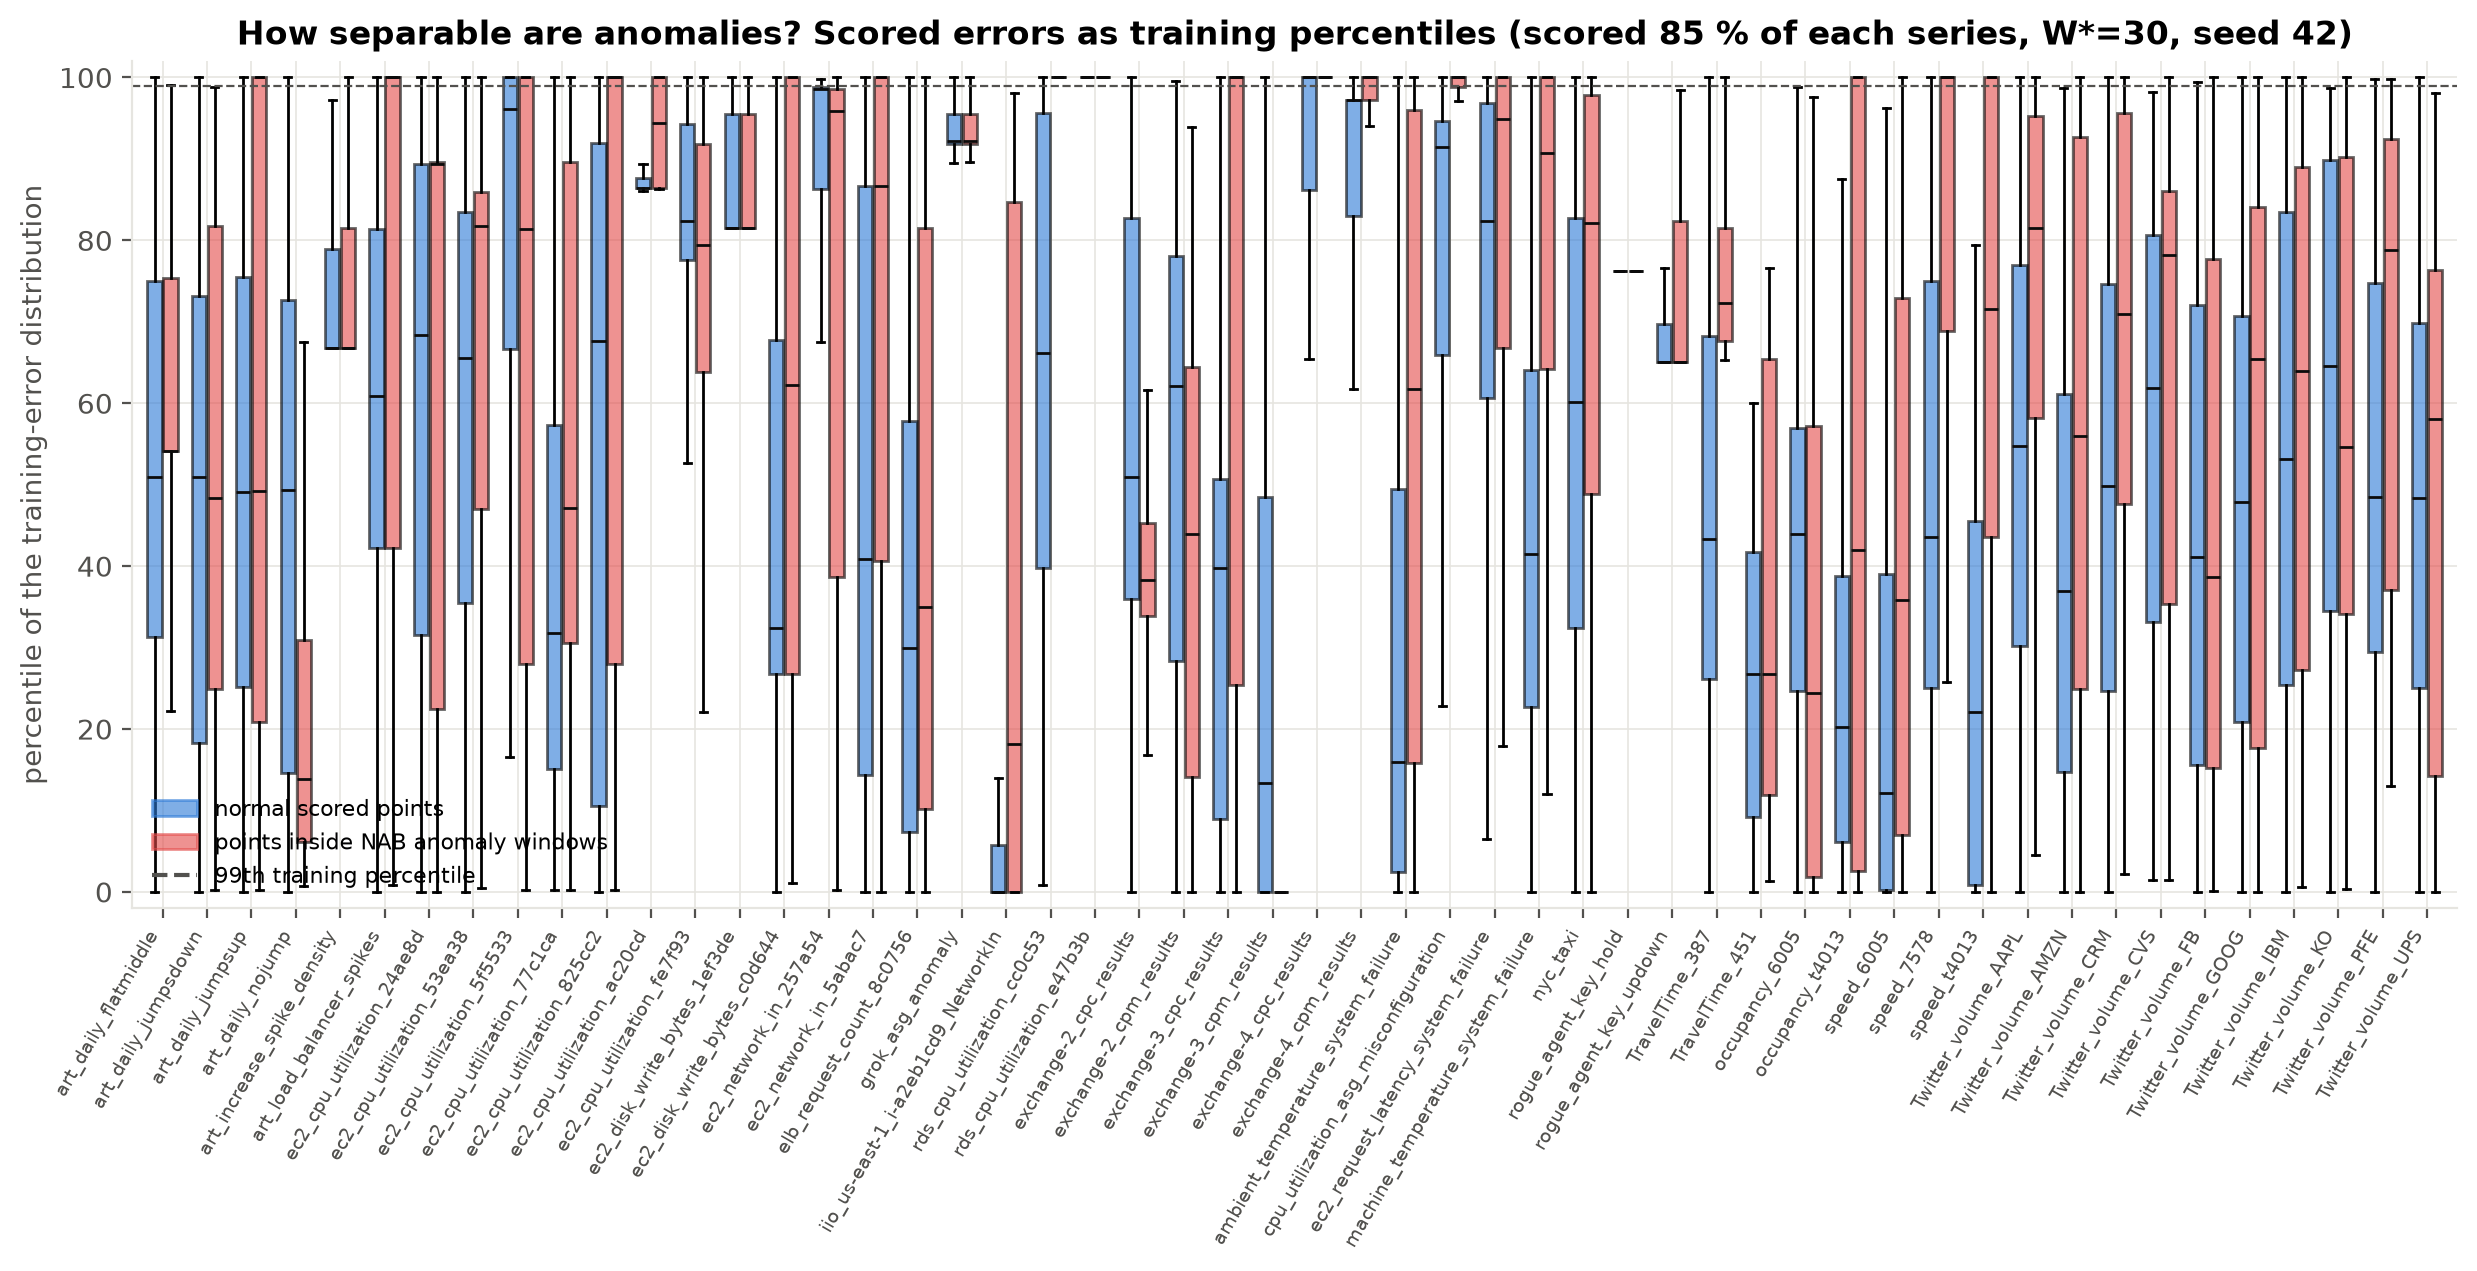 How separable are anomalies? Scored errors as training percentiles (scored 85 % of each series, W*=30, seed 42)
percentile of the training-error distribution
100
80
60
40
20
0
normal scored points
points inside NAB anomaly windows
99th training percentile
art_daily_flatmiddle
art_daily_jumpsdown
art_daily_jumpsup
art_daily_nojump
art_increase_spike_density
art_load_balancer_spikes
ec2_cpu_utilization_24ae8d
ec2_cpu_utilization_53ea38
ec2_cpu_utilization_5f5533
ec2_cpu_utilization_77c1ca
ec2_cpu_utilization_825cc2
ec2_cpu_utilization_ac20cd
ec2_cpu_utilization_fe7f93
ec2_disk_write_bytes_1ef3de
ec2_disk_write_bytes_c0d644
ec2_network_in_257a54
ec2_network_in_5abac7
elb_request_count_8c0756
grok_asg_anomaly
iio_us-east-1_i-a2eb1cd9_NetworkIn
rds_cpu_utilization_cc0c53
rds_cpu_utilization_e47b3b
exchange-2_cpc_results
exchange-2_cpm_results
exchange-3_cpc_results
exchange-3_cpm_results
exchange-4_cpc_results
exchange-4_cpm_results
ambient_temperature_system_failure
cpu_utilization_asg_misconfiguration
ec2_request_latency_system_failure
machine_temperature_system_failure
nyc_taxi
rogue_agent_key_hold
rogue_agent_key_updown
TravelTime_387
TravelTime_451
occupancy_6005
occupancy_t4013
speed_6005
speed_7578
speed_t4013
Twitter_volume_AAPL
Twitter_volume_AMZN
Twitter_volume_CRM
Twitter_volume_CVS
Twitter_volume_FB
Twitter_volume_GOOG
Twitter_volume_IBM
Twitter_volume_KO
Twitter_volume_PFE
Twitter_volume_UPS